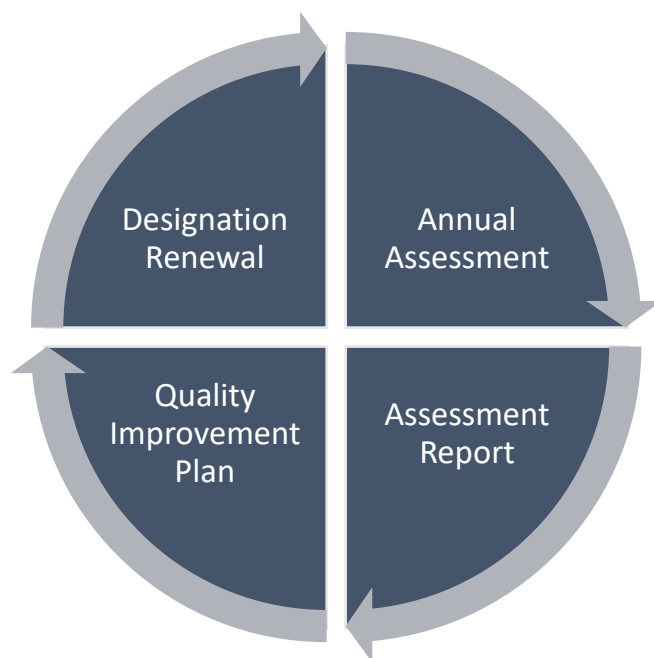 Designation
Renewal
Annual
Assessment
Quality
Improvement
Plan
Assessment
Report